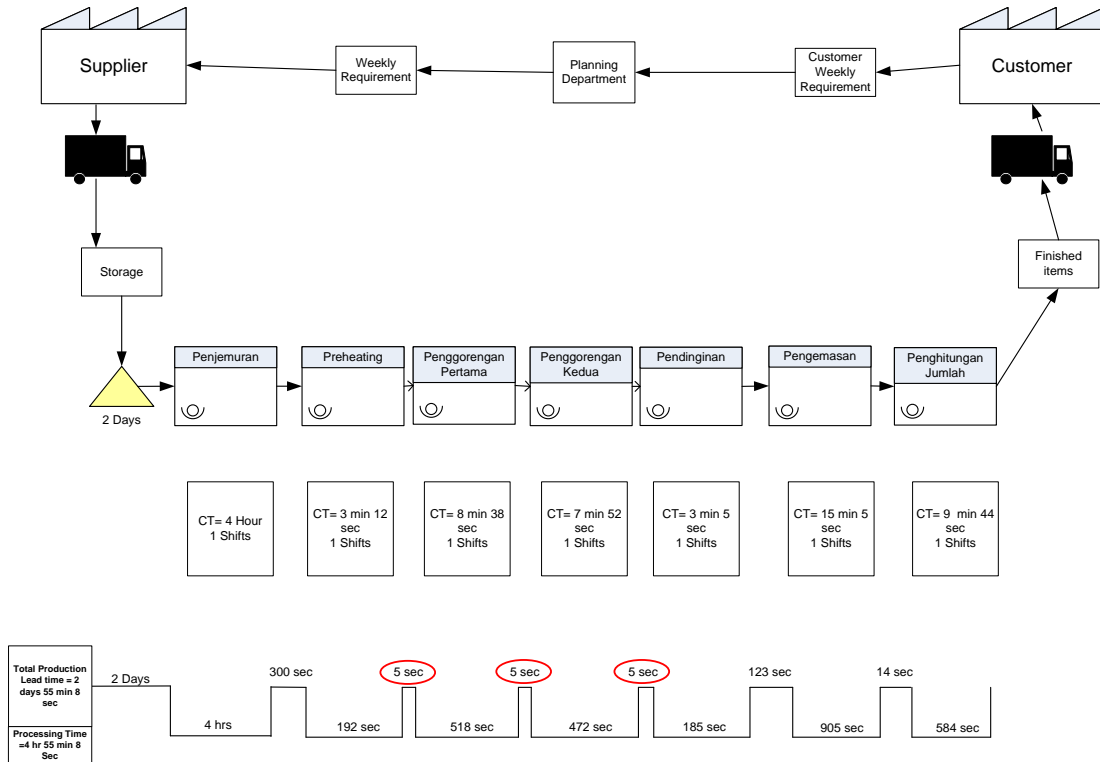 Supplier
Weekly
Requirement
Planning
Department
Customer
Weekly
Requirement
Customer
Storage
Finished
items
2 Days
Penjemuran
Preheating
Penggorengan
Pertama
Penggorengan
Kedua
Pendinginan
Pengemasan
Penghitungan
Jumlah
CT= 4 Hour
1 Shifts
CT= 3 min 12
sec
1 Shifts
CT= 8 min 38
sec
1 Shifts
CT= 7 min 52
sec
1 Shifts
CT= 3 min 5
sec
1 Shifts
CT= 15 min 5
sec
1 Shifts
CT= 9 min 44
sec
1 Shifts
Total Production
Lead time = 2
days 55 min 8
sec
Processing Time
=4 hr 55 min 8
Sec
2 Days
4 hrs
300 sec
192 sec
5 sec
518 sec
5 sec
472 sec
5 sec
185 sec
123 sec
905 sec
14 sec
584 sec